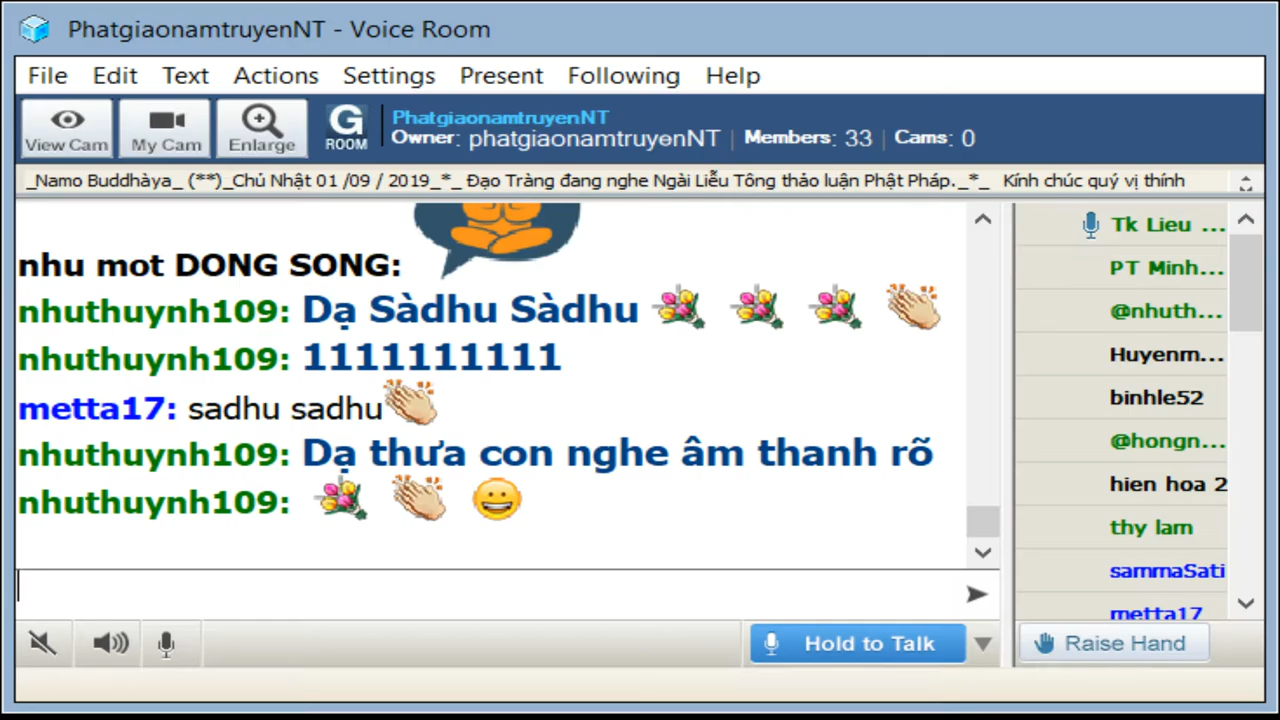 PhatgiaonamtruyenNT - Voice Room
File Edit Text Actions Settings Present Following Help
View Cam My Cam Enlarge G ROOM
PhatgiaonamtruyenNT
Owner: phatgiaonamtruyenNT | Members: 33 | Cams: 0
_Namo Buddhàya_ (**)_Chủ Nhật 01 /09 / 2019_*_ Đạo Tràng đang nghe Ngài Liễu Tông thảo luận Phật Pháp._*_ Kính chúc quý vị thính
nhu mot DONG SONG:
nhuthuynh109: Dạ Sàdhu Sàdhu
nhuthuynh109: 1111111111
metta17: sadhu sadhu
nhuthuynh109: Dạ thưa con nghe âm thanh rõ
nhuthuynh109:
Tk Lieu ...
PT Minh...
@nhuth...
Huyenm...
binhle52
@hongn...
hien hoa 2
thy lam
sammaSati
metta17
Hold to Talk
Raise Hand